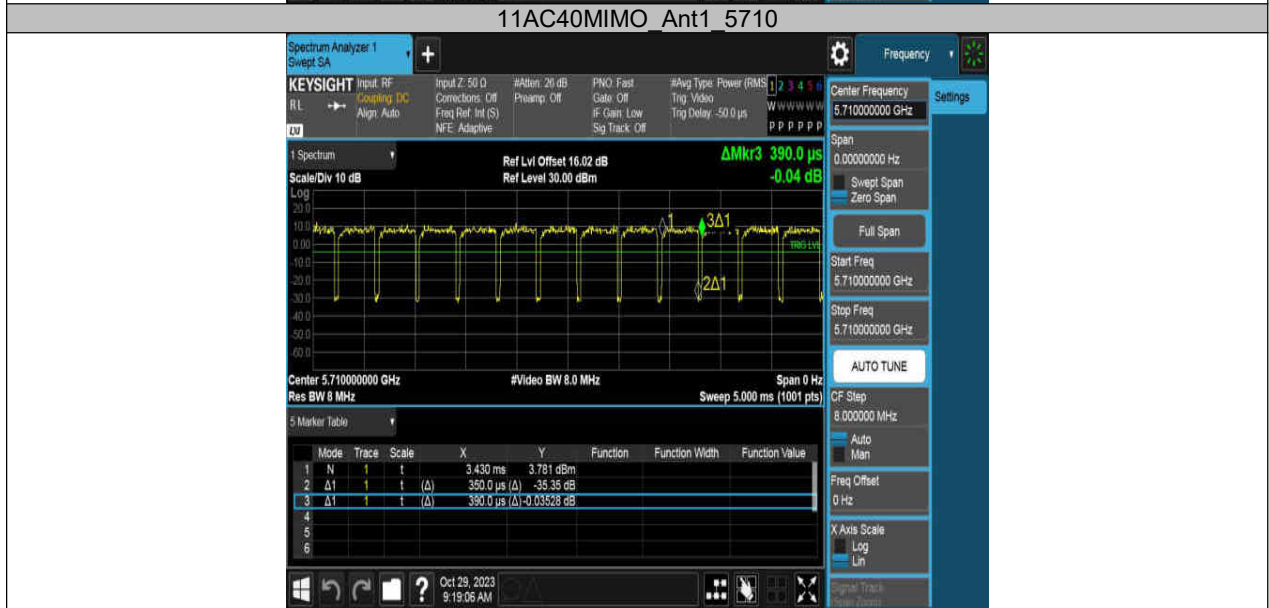 11AC40MIMO_Ant1_5710
Spectrum Analyzer 1
Swept SA
+
Frequency
KEYSIGHT Input: RF Input Z: 50 Ω #Atten: 26 dB PNO: Fast #Avg Type: Power (RMS 1 2 3 4 5 6
RL Coupling: DC Corrections: Off Preamp: Off Gate: Off Trig: Video W W W W W W
Align: Auto Freq Ref: Int (S) IF Gain: Low Trig Delay: -50.0 µs P P P P P P
LXI NFE: Adaptive Sig Track: Off
Center Frequency
5.710000000 GHz
Settings
Span
0.00000000 Hz
Swept Span
Zero Span
Full Span
Start Freq
5.710000000 GHz
Stop Freq
5.710000000 GHz
AUTO TUNE
CF Step
8.000000 MHz
Auto
Man
Freq Offset
0 Hz
X Axis Scale
Log
Lin
Signal Track
(Span Zoom)
1 Spectrum
Ref Lvl Offset 16.02 dB
ΔMkr3 390.0 µs
Scale/Div 10 dB
Ref Level 30.00 dBm
-0.04 dB
Log
20.0
10.0
0.00
-10.0
-20.0
-30.0
-40.0
-50.0
-60.0
1
3Δ1
TRIG LVL
2Δ1
Center 5.710000000 GHz #Video BW 8.0 MHz Span 0 Hz
Res BW 8 MHz Sweep 5.000 ms (1001 pts)
5 Marker Table
Mode Trace Scale X Y Function Function Width Function Value
1 N 1 t 3.430 ms 3.781 dBm
2 Δ1 1 t (Δ) 350.0 µs (Δ) -35.35 dB
3 Δ1 1 t (Δ) 390.0 µs (Δ) -0.03528 dB
4
5
6
?
Oct 29, 2023
9:19:06 AM